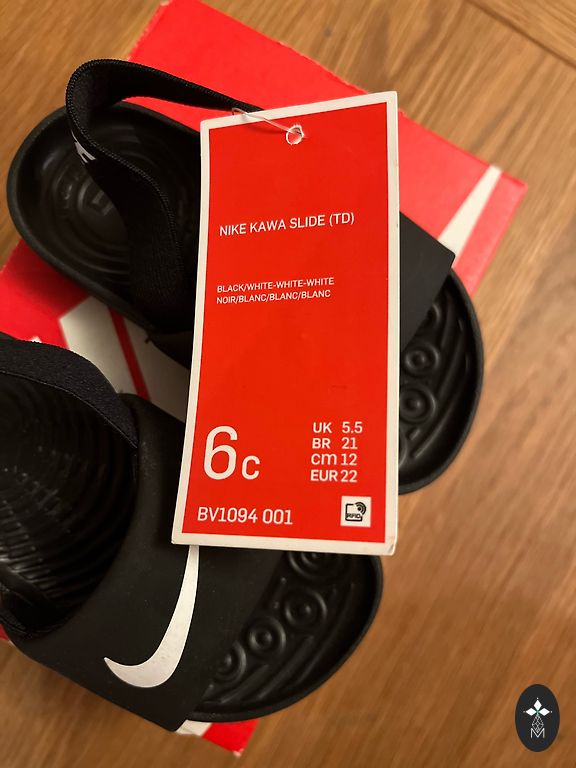 NIKE KAWA SLIDE (TD)
BLACK/WHITE-WHITE-WHITE
NOIR/BLANC/BLANC/BLANC
6c
UK 5.5
BR 21
cm 12
EUR 22
BV1094 001
RFID
M